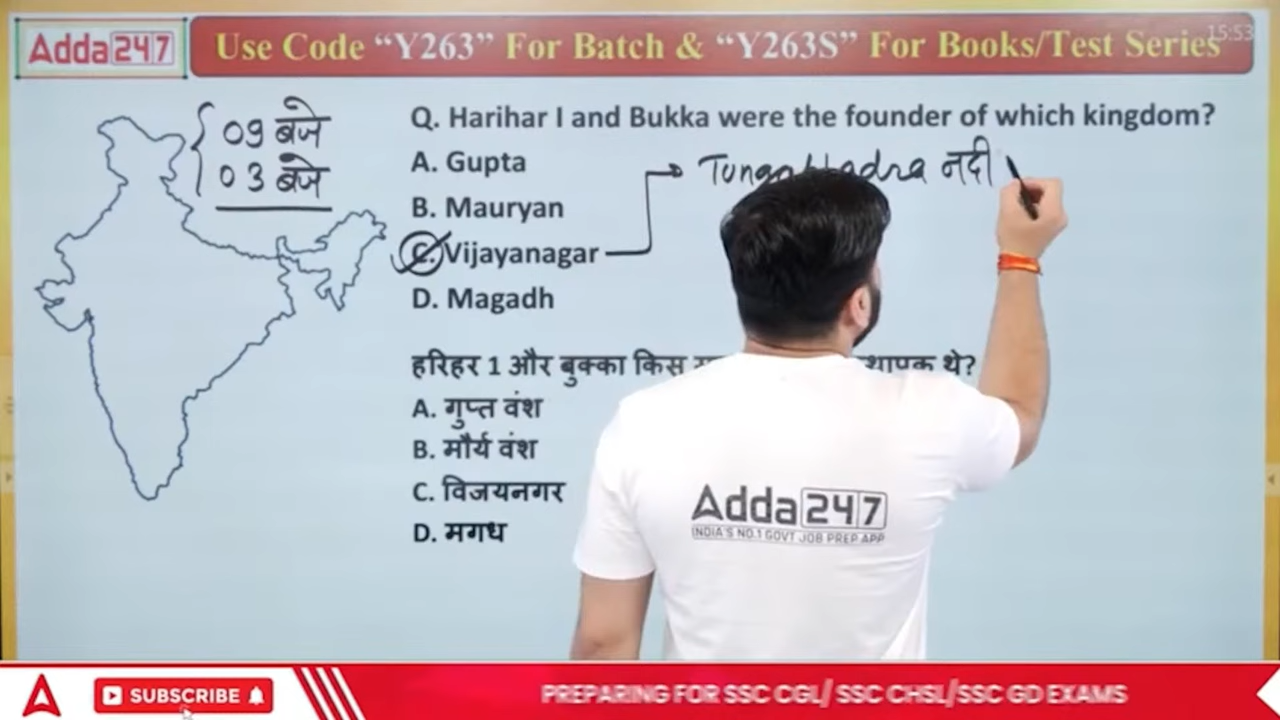 Adda247
Use Code “Y263” For Batch & “Y263S” For Books/Test Series
15:53
09 बजे
03 बजे
Q. Harihar I and Bukka were the founder of which kingdom?
A. Gupta
Tungabhadra नदी
B. Mauryan
C. Vijayanagar
D. Magadh
हरिहर 1 और बुक्का किस थे?
A. गुप्त वंश
B. मौर्य वंश
C. विजयनगर
D. मगध
Adda247
INDIA'S NO.1 GOVT JOB PREP APP
SUBSCRIBE
PREPARING FOR SSC CGL/ SSC CHSL/SSC GD EXAMS